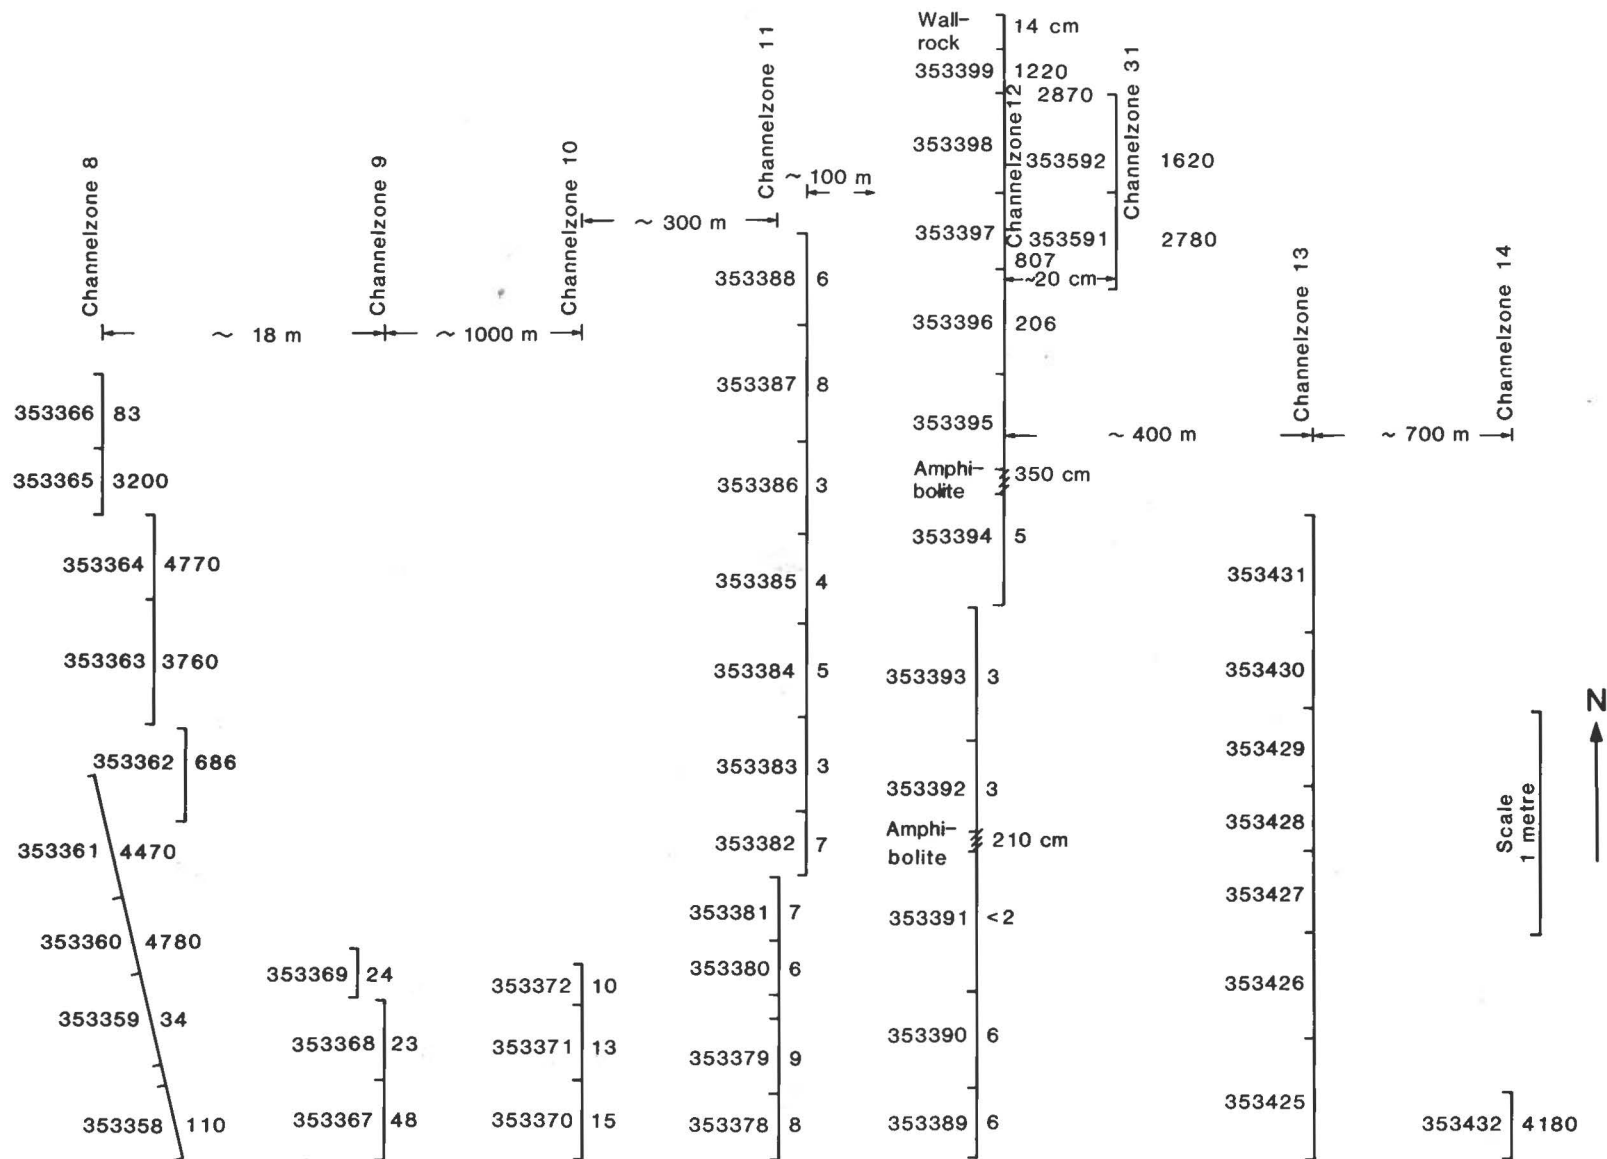 Channelzone 8
~ 18 m
353366 83
353365 3200
353364 4770
353363 3760
353362 686
353361 4470
353360 4780
353359 34
353358 110
Channelzone 9
~ 1000 m
353369 24
353368 23
353367 48
Channelzone 10
~ 300 m
353372 10
353371 13
353370 15
Channelzone 11
~ 100 m
353388 6
353387 8
353386 3
353385 4
353384 5
353383 3
353382 7
353381 7
353380 6
353379 9
353378 8
Wall-
rock
14 cm
353399 1220
Channelzone 12
2870
353398
353397
807
353396 206
353395
Amphi-
bolite
350 cm
353394 5
353393 3
353392 3
Amphi-
bolite
210 cm
353391 <2
353390 6
353389 6
Channelzone 31
353592 1620
353591 2780
~20 cm
~ 400 m
Channelzone 13
~ 700 m
353431
353430
353429
353428
353427
353426
353425
Channelzone 14
353432 4180
Scale
1 metre
N